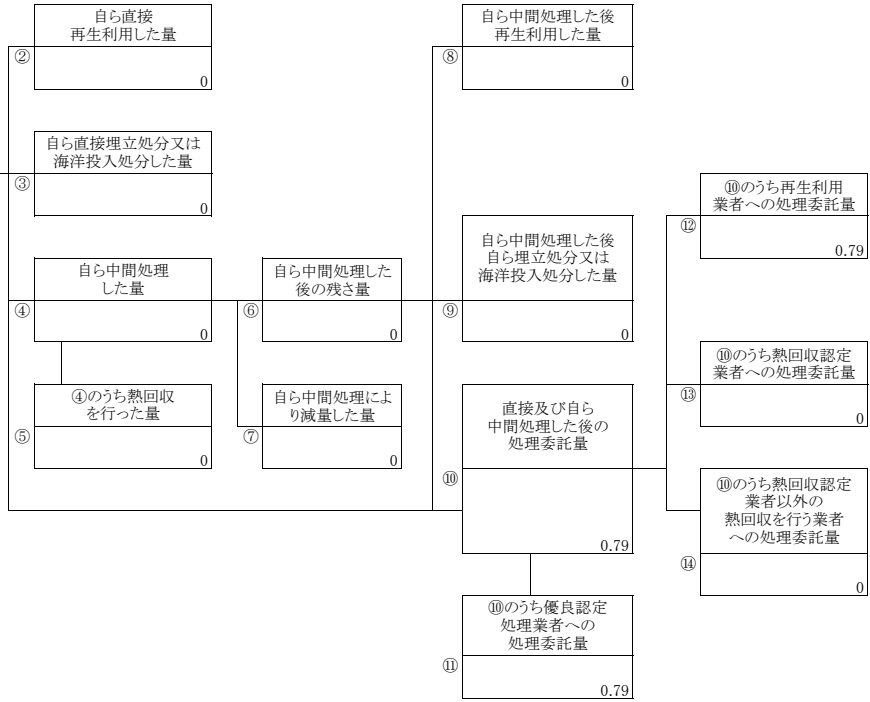 自ら直接
再生利用した量
②
0
自ら直接埋立処分又は
海洋投入処分した量
③
0
自ら中間処理
した量
④
0
④のうち熱回収
を行った量
⑤
0
自ら中間処理した
後の残さ量
⑥
0
自ら中間処理によ
り減量した量
⑦
0
自ら中間処理した後
再生利用した量
⑧
0
自ら中間処理した後
自ら埋立処分又は
海洋投入処分した量
⑨
0
直接及び自ら
中間処理した後の
処理委託量
⑩
0.79
⑩のうち優良認定
処理業者への
処理委託量
⑪
0.79
⑩のうち再生利用
業者への処理委託量
⑫
0.79
⑩のうち熱回収認定
業者への処理委託量
⑬
0
⑩のうち熱回収認定
業者以外の
熱回収を行う業者
への処理委託量
⑭
0